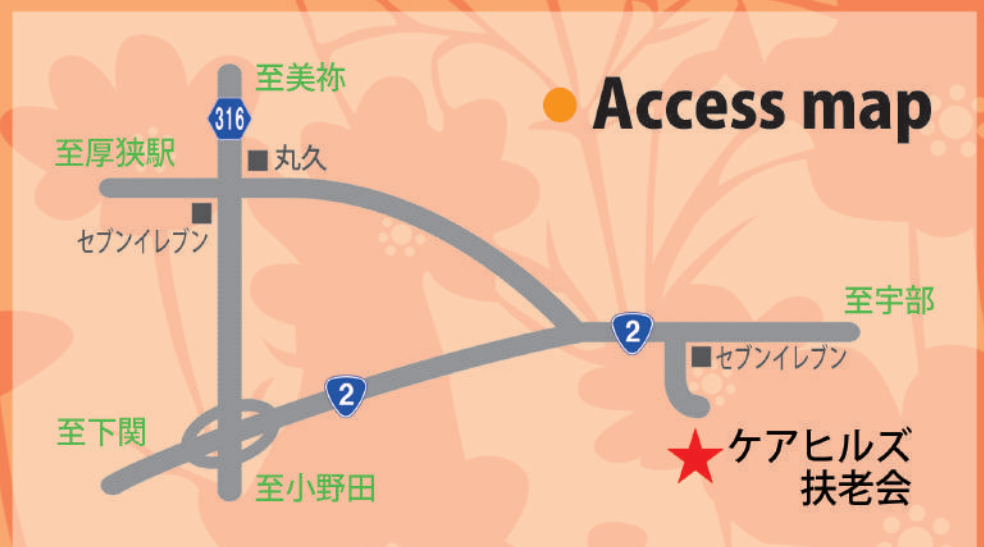 至美祢
Access map
316
至厚狭駅
丸久
セブンイレブン
至宇部
2
セブンイレブン
2
至下関
ケアヒルズ
扶老会
至小野田